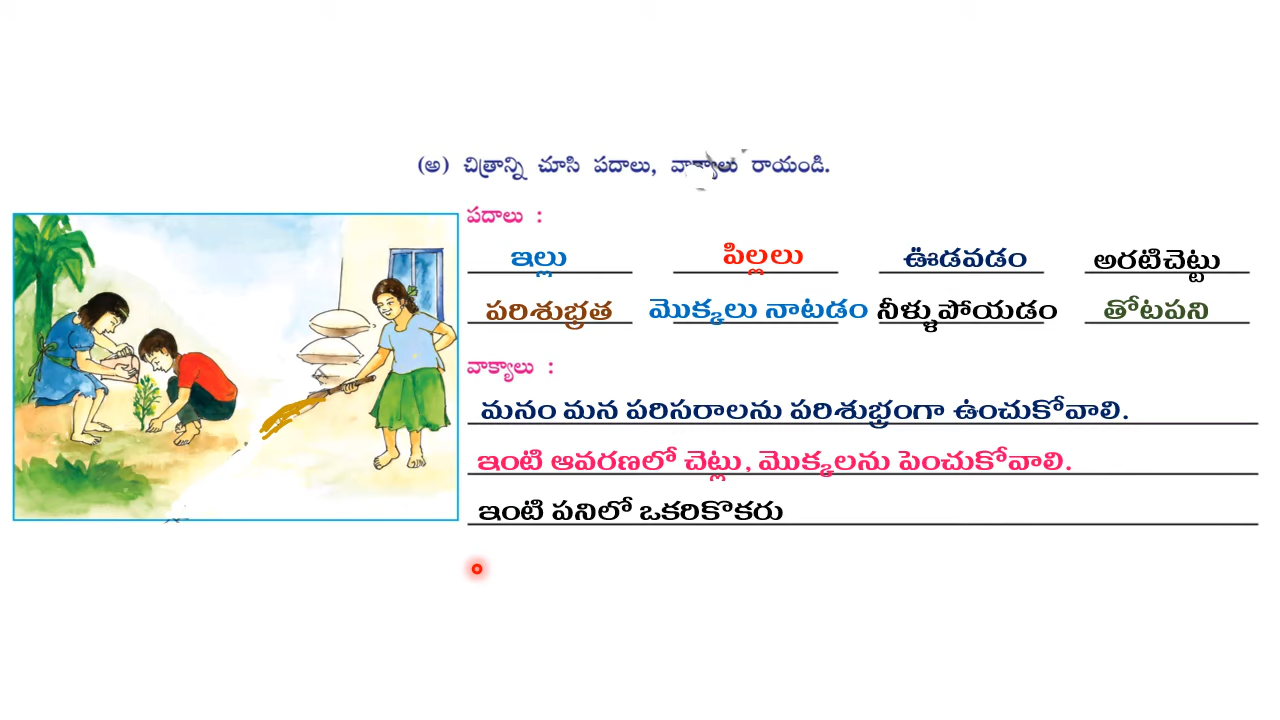 (అ) చిత్రాన్ని చూసి పదాలు, వాక్యాలు రాయండి.
పదాలు :
ఇల్లు పిల్లలు ఊడవడం అరటిచెట్టు
పరిశుభ్రత మొక్కలు నాటడం నీళ్ళుపోయడం తోటపని
వాక్యాలు :
మనం మన పరిసరాలను పరిశుభ్రంగా ఉంచుకోవాలి.
ఇంటి ఆవరణలో చెట్లు, మొక్కలను పెంచుకోవాలి.
ఇంటి పనిలో ఒకరికొకరు